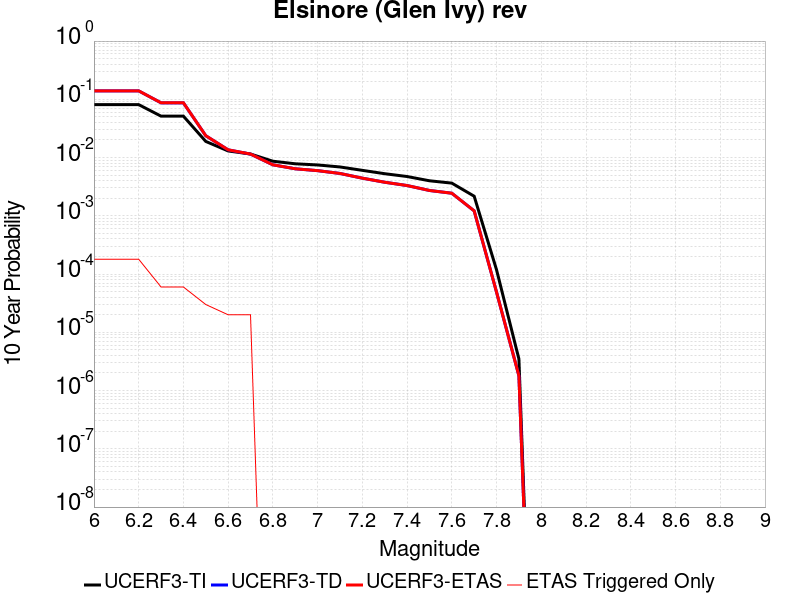 Elsinore (Glen Ivy) rev
10 Year Probability
10^0
10^-1
10^-2
10^-3
10^-4
10^-5
10^-6
10^-7
10^-8
6 6.2 6.4 6.6 6.8 7 7.2 7.4 7.6 7.8 8 8.2 8.4 8.6 8.8 9
Magnitude
UCERF3-TI UCERF3-TD UCERF3-ETAS ETAS Triggered Only